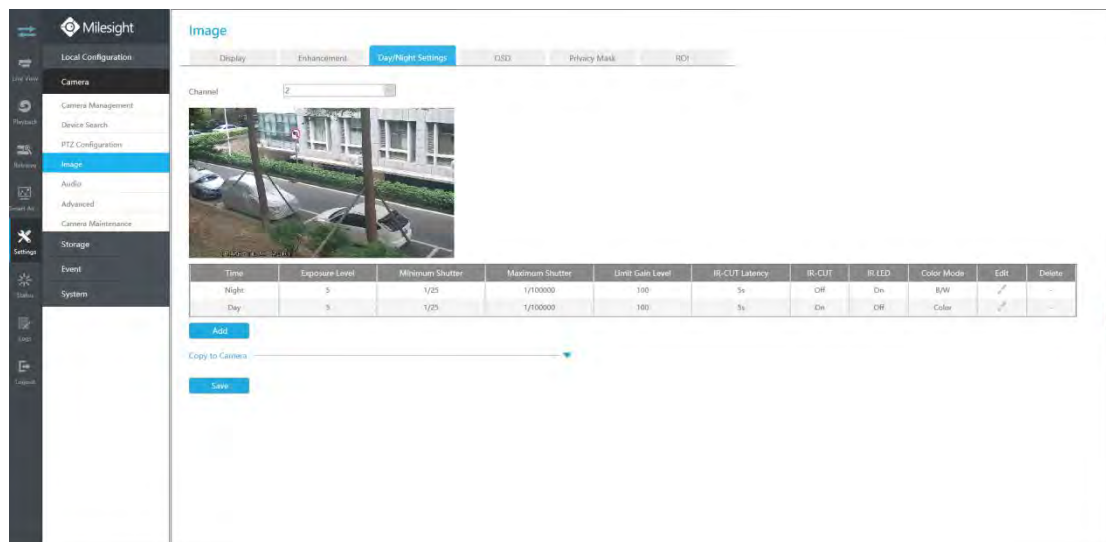 Milesight
Live View
Playback
Retrieve
Smart An...
Settings
Status
Logs
Logout
Local Configuration
Camera
Camera Management
Device Search
PTZ Configuration
Image
Audio
Advanced
Camera Maintenance
Storage
Event
System
Image
Display Enhancement Day/Night Settings OSD Privacy Mask ROI
Channel 2
Time Exposure Level Minimum Shutter Maximum Shutter Limit Gain Level IR-CUT Latency IR-CUT IR LED Color Mode Edit Delete
Night 5 1/25 1/100000 100 5s Off On B/W -
Day 5 1/25 1/100000 100 5s On Off Color -
Add
Copy to Camera
Save